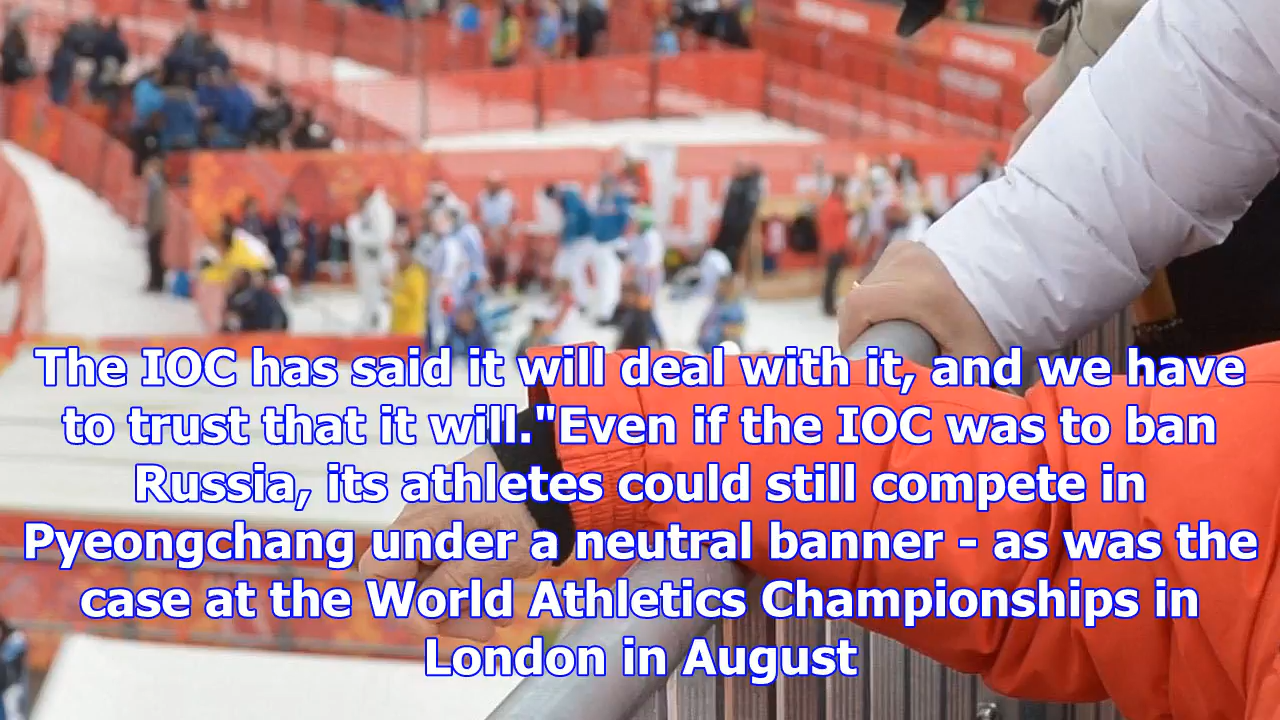 The IOC has said it will deal with it, and we have
to trust that it will."Even if the IOC was to ban
Russia, its athletes could still compete in
Pyeongchang under a neutral banner - as was the
case at the World Athletics Championships in
London in August